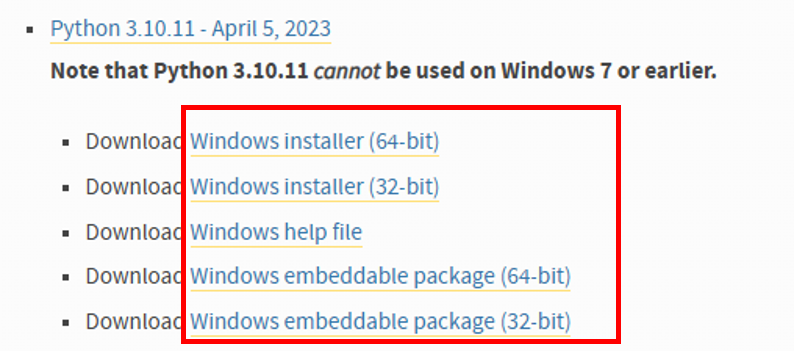 Python 3.10.11 - April 5, 2023
Note that Python 3.10.11 cannot be used on Windows 7 or earlier.
Download Windows installer (64-bit)
Download Windows installer (32-bit)
Download Windows help file
Download Windows embeddable package (64-bit)
Download Windows embeddable package (32-bit)